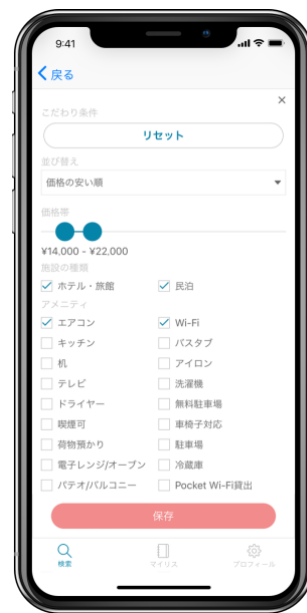 9:41
戻る
×
こだわり条件
リセット
並び替え
価格の安い順
価格帯
¥14,000 - ¥22,000
施設の種類
ホテル・旅館 民泊
アメニティ
エアコン Wi-Fi
キッチン バスタブ
机 アイロン
テレビ 洗濯機
ドライヤー 無料駐車場
喫煙可 車椅子対応
荷物預かり 駐車場
電子レンジ/オーブン 冷蔵庫
パテオ/バルコニー Pocket Wi-Fi貸出
保存
検索 マイリス プロフィール